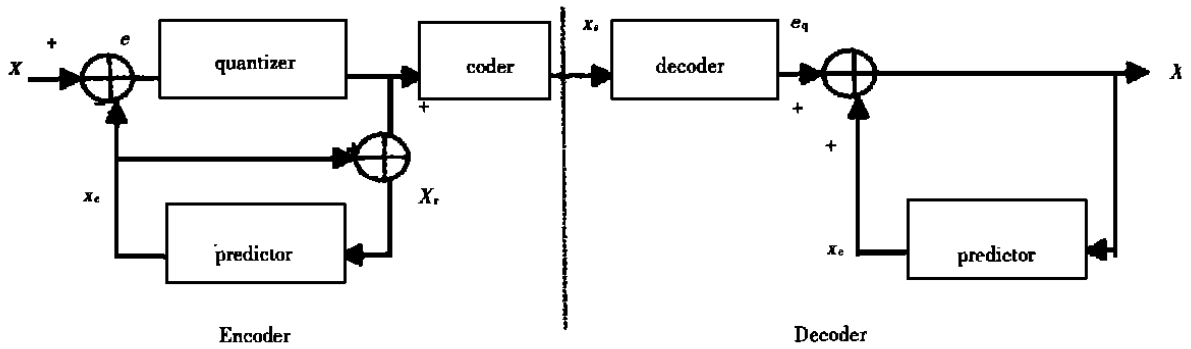 X + e quantizer coder x_s decoder e_q X
+ +
+
x_e X_r
predictor x_e predictor
Encoder Decoder